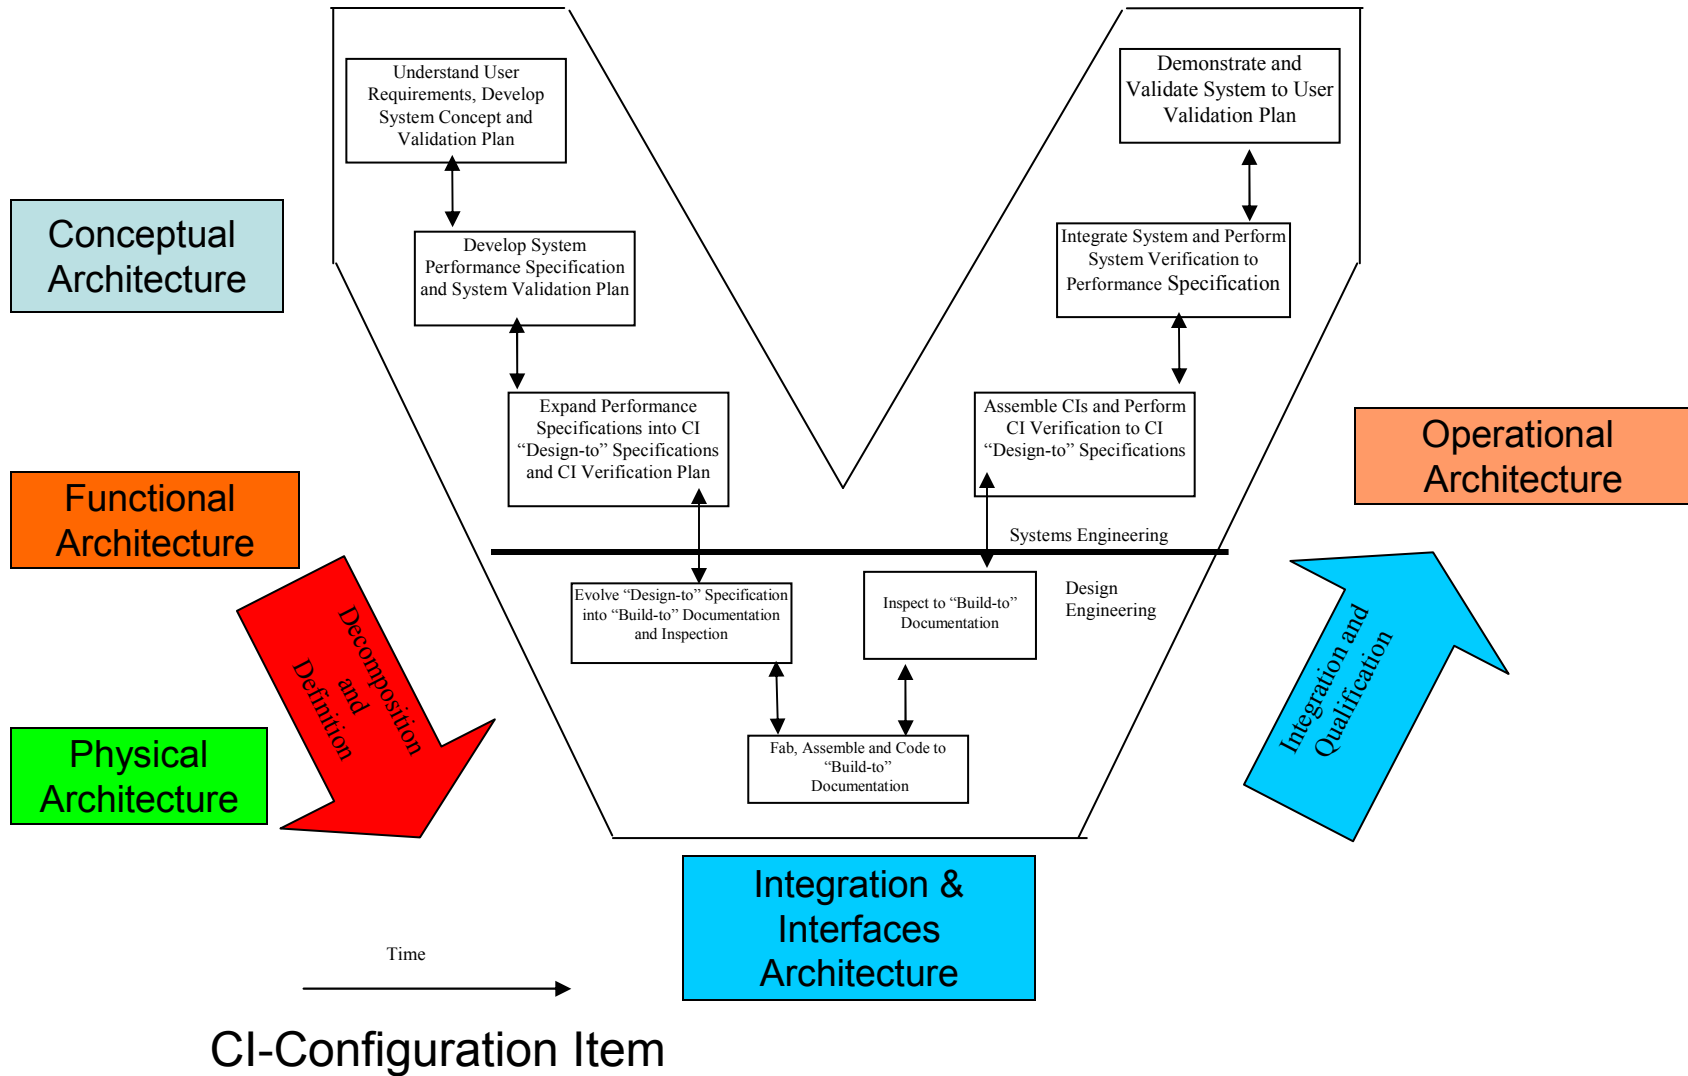 Understand User
Requirements, Develop
System Concept and
Validation Plan
Demonstrate and
Validate System to User
Validation Plan
Conceptual
Architecture
Develop System
Performance Specification
and System Validation Plan
Integrate System and Perform
System Verification to
Performance Specification
Expand Performance
Specifications into CI
“Design-to” Specifications
and CI Verification Plan
Assemble CIs and Perform
CI Verification to CI
“Design-to” Specifications
Operational
Architecture
Functional
Architecture
Systems Engineering
Design
Engineering
Evolve “Design-to” Specification
into “Build-to” Documentation
and Inspection
Inspect to “Build-to”
Documentation
Decomposition
and
Definition
Integration and
Qualification
Physical
Architecture
Fab, Assemble and Code to
“Build-to”
Documentation
Integration &
Interfaces
Architecture
Time
CI-Configuration Item